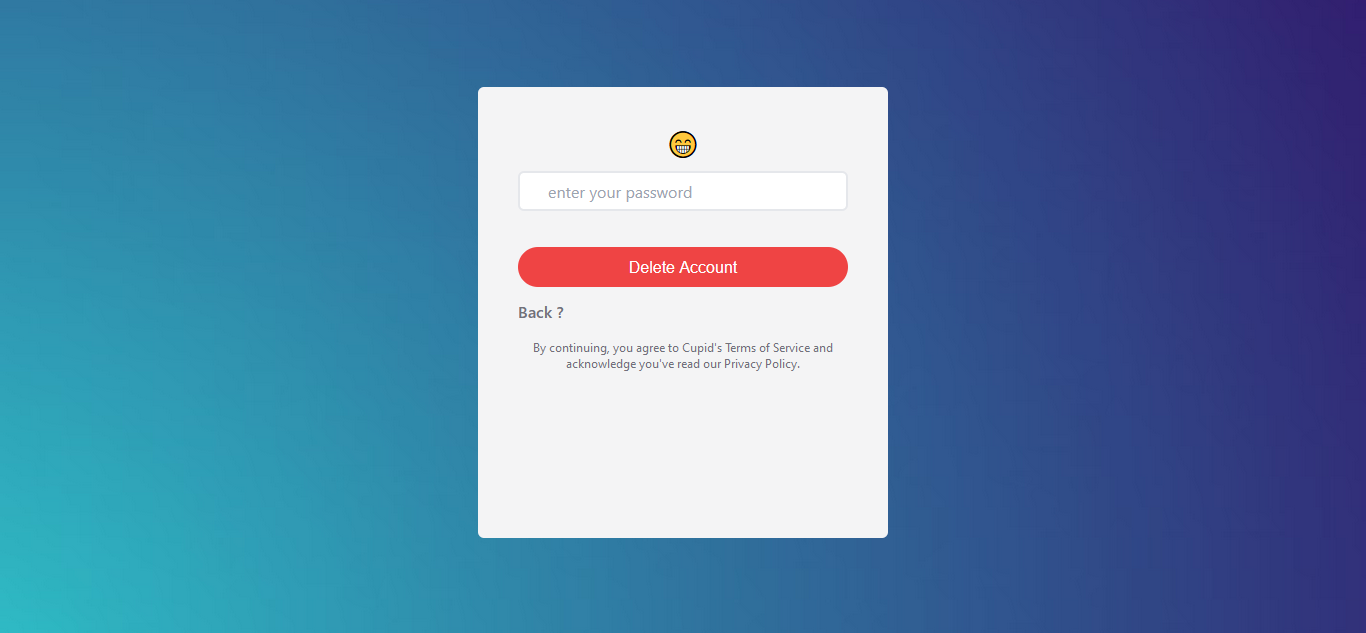 enter your password
Delete Account
Back ?
By continuing, you agree to Cupid's Terms of Service and
acknowledge you've read our Privacy Policy.